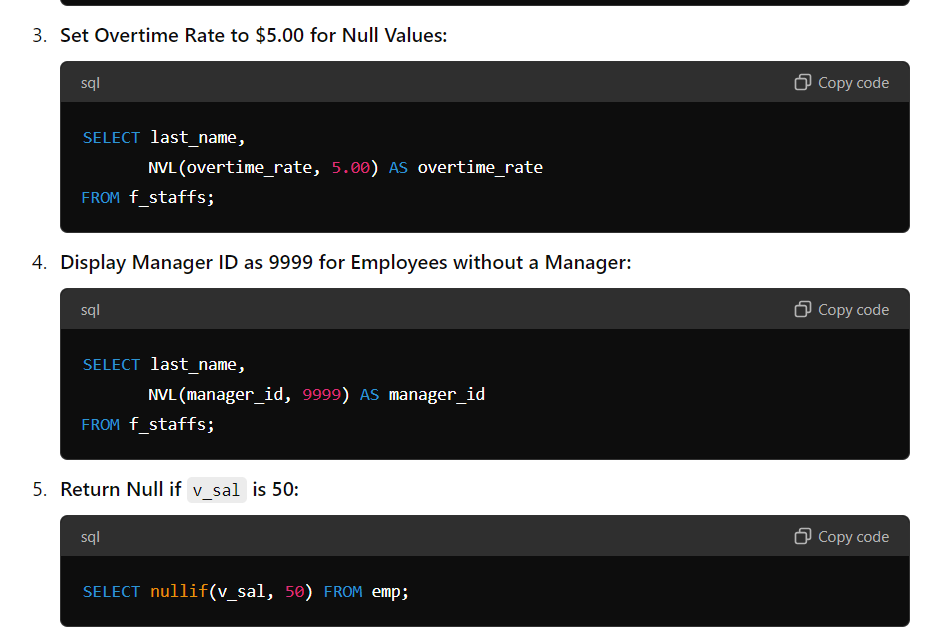 3. Set Overtime Rate to $5.00 for Null Values:
sql Copy code
SELECT last_name,
NVL(overtime_rate, 5.00) AS overtime_rate
FROM f_staffs;
4. Display Manager ID as 9999 for Employees without a Manager:
sql Copy code
SELECT last_name,
NVL(manager_id, 9999) AS manager_id
FROM f_staffs;
5. Return Null if v_sal is 50:
sql Copy code
SELECT nullif(v_sal, 50) FROM emp;